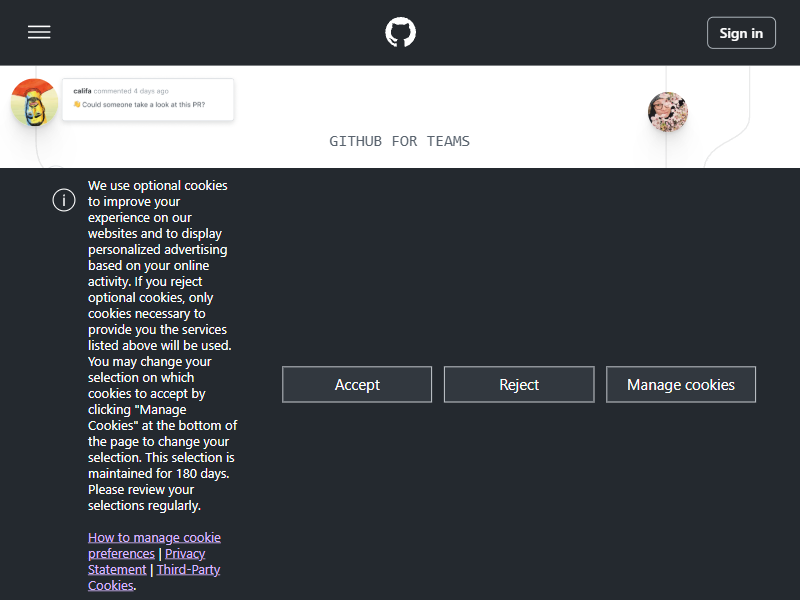 Sign in
califa commented 4 days ago
👋 Could someone take a look at this PR?
GITHUB FOR TEAMS
We use optional cookies
to improve your
experience on our
websites and to display
personalized advertising
based on your online
activity. If you reject
optional cookies, only
cookies necessary to
provide you the services
listed above will be used.
You may change your
selection on which
cookies to accept by
clicking "Manage
Cookies" at the bottom of
the page to change your
selection. This selection is
maintained for 180 days.
Please review your
selections regularly.
How to manage cookie
preferences | Privacy
Statement | Third-Party
Cookies.
Accept
Reject
Manage cookies